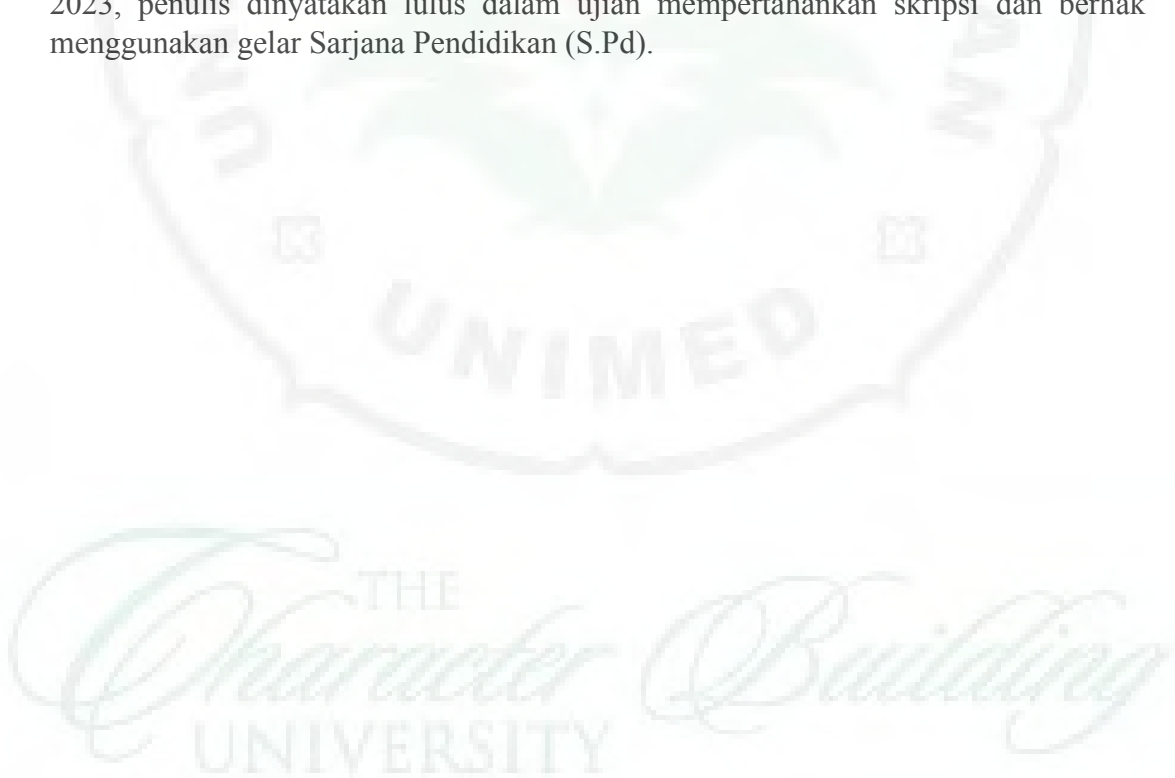 2023, penulis dinyatakan lulus dalam ujian mempertahankan skripsi dan berhak
menggunakan gelar Sarjana Pendidikan (S.Pd).
UNIMED
THE
Character Building
UNIVERSITY